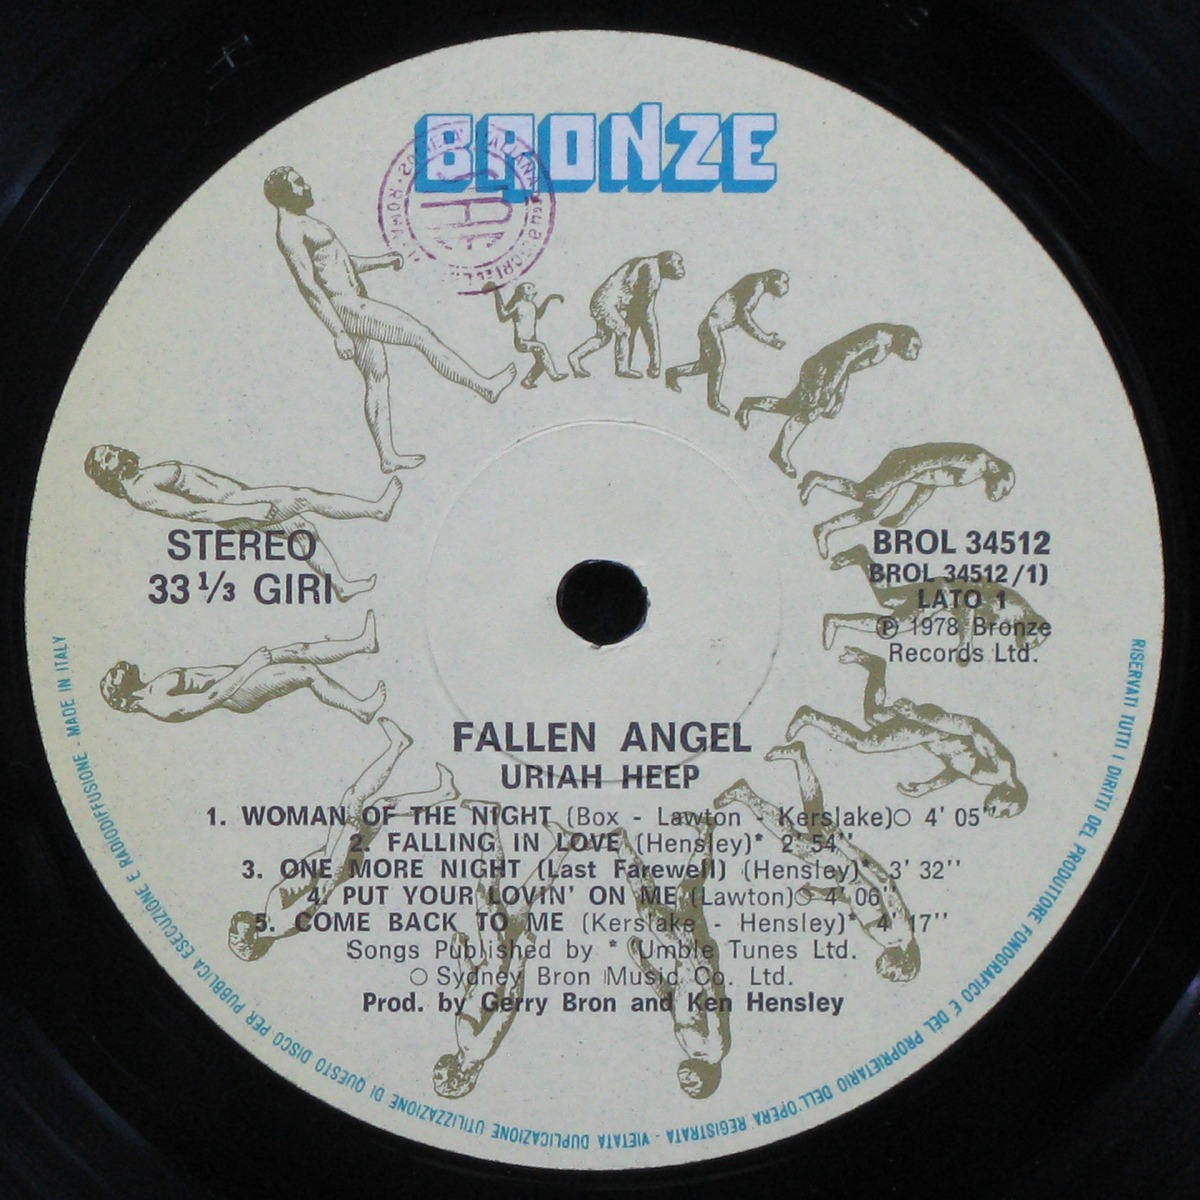 BRONZE
STEREO
33 1/3 GIRI
BROL 34512
BROL 34512/1)
LATO 1
℗ 1978 Bronze
Records Ltd.
FALLEN ANGEL
URIAH HEEP
1. WOMAN OF THE NIGHT (Box - Lawton - Kerslake)○ 4' 05''
2. FALLING IN LOVE (Hensley)* 2' 54''
3. ONE MORE NIGHT (Last Farewell) (Hensley)* 3' 32''
4. PUT YOUR LOVIN' ON ME (Lawton)○ 4' 06''
5. COME BACK TO ME (Kerslake - Hensley)* 4' 17''
Songs Published by * 'Umble Tunes Ltd.
○ Sydney Bron Music Co. Ltd.
Prod. by Gerry Bron and Ken Hensley
RISERVATI TUTTI I DIRITTI DEL PRODUTTORE FONOGRAFICO E DEL PROPRIETARIO DELL'OPERA REGISTRATA - VIETATA DUPLICAZIONE UTILIZZAZIONE DI QUESTO DISCO PER PUBBLICA ESECUZIONE E RADIODIFFUSIONE - MADE IN ITALY
ROMA